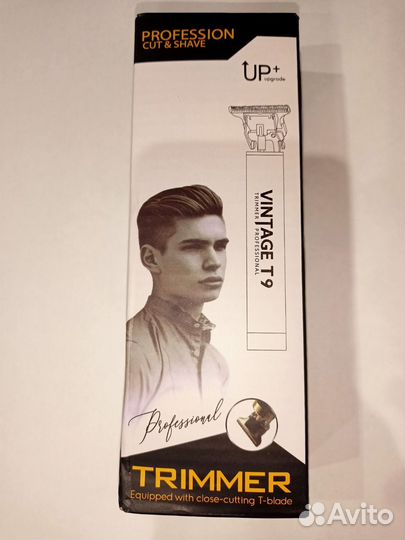 PROFESSION
CUT & SHAVE
UP+
upgrade
VINTAGE T9
TRIMMER PROFESSIONAL
Professional
TRIMMER
Equipped with close-cutting T-blade
Avito